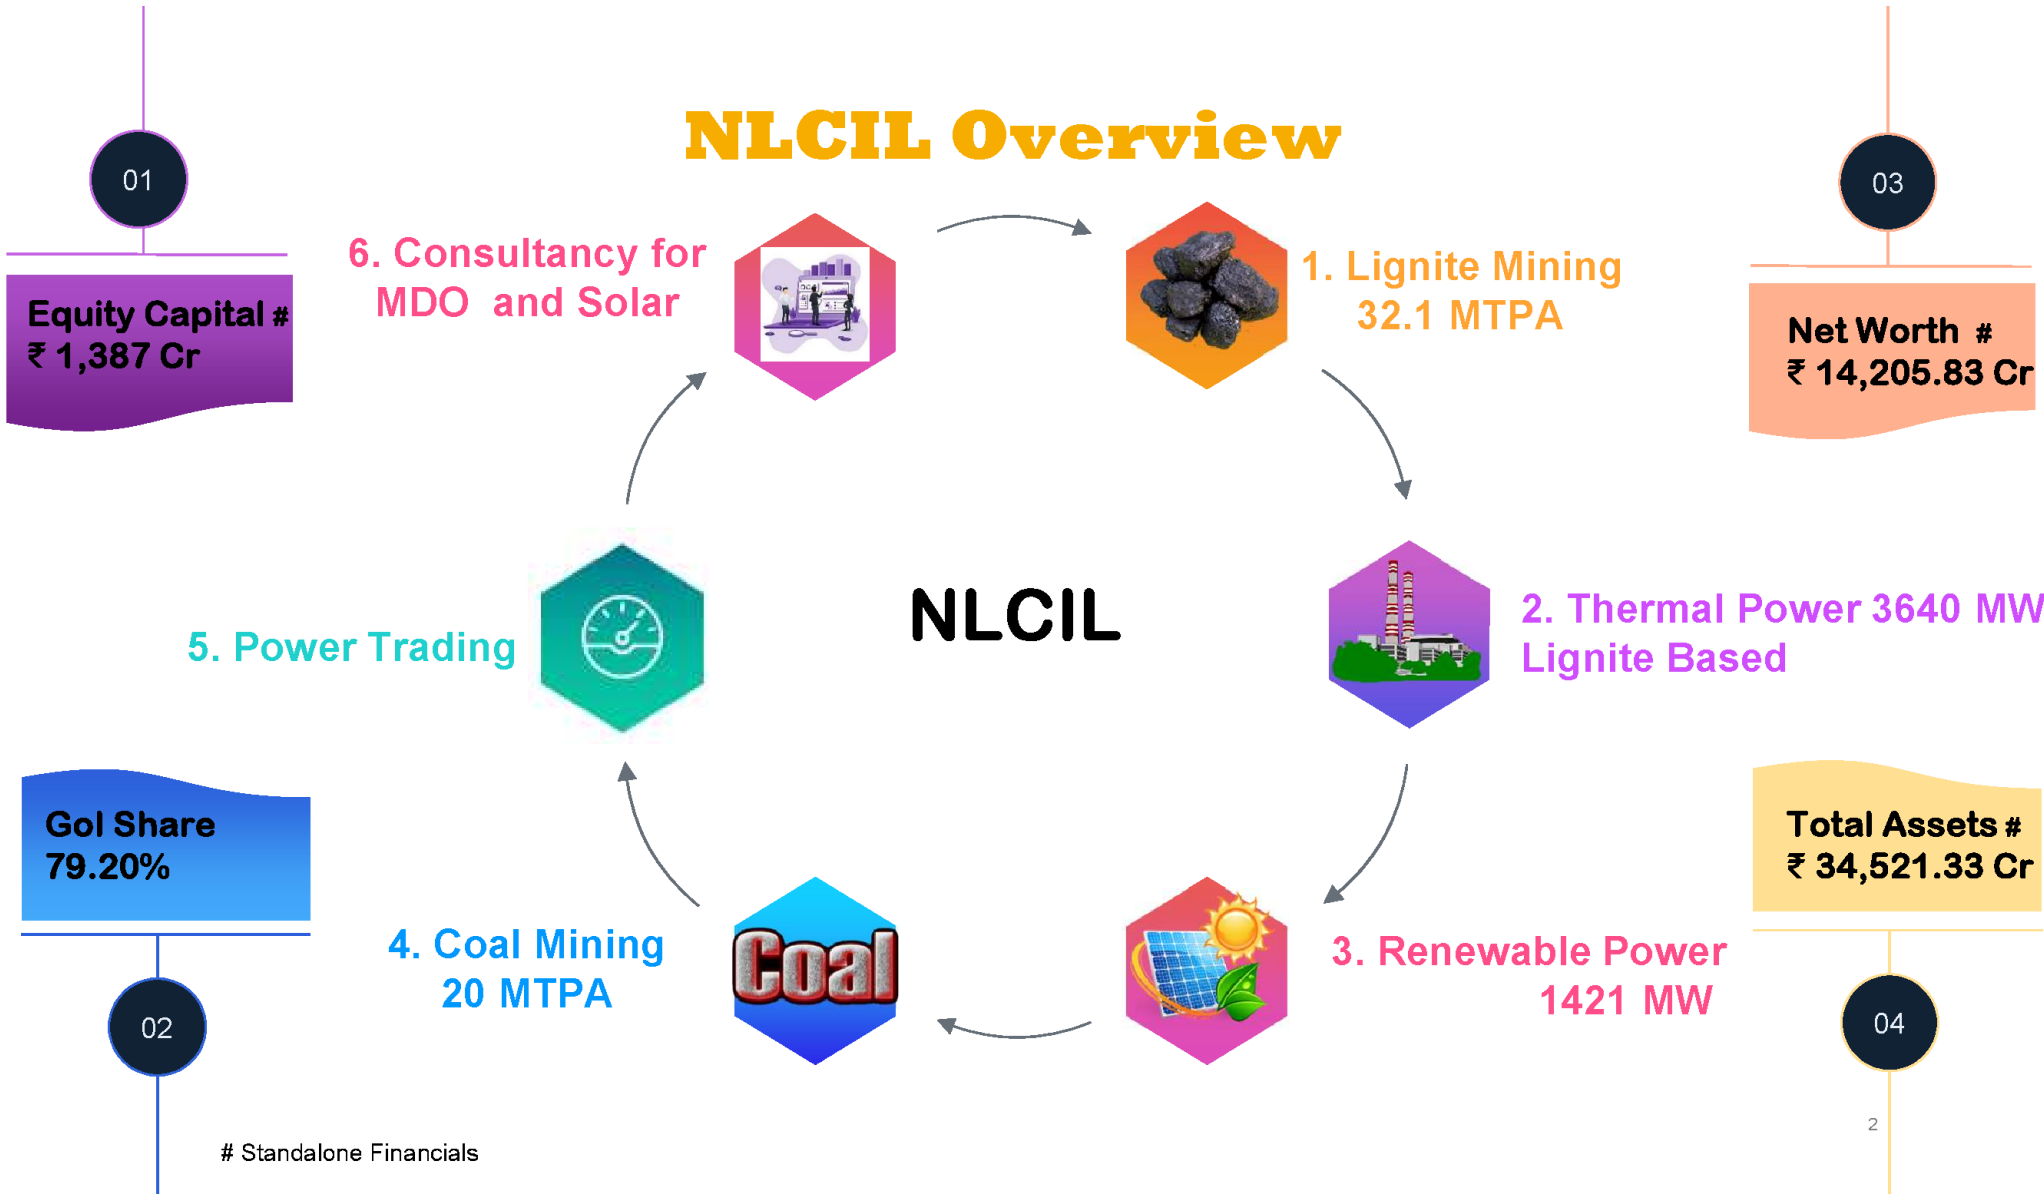 NLCIL Overview
01
Equity Capital #
₹ 1,387 Cr
GoI Share
79.20%
02
03
Net Worth #
₹ 14,205.83 Cr
Total Assets #
₹ 34,521.33 Cr
04
1. Lignite Mining
32.1 MTPA
2. Thermal Power 3640 MW
Lignite Based
3. Renewable Power
1421 MW
Coal
4. Coal Mining
20 MTPA
5. Power Trading
6. Consultancy for
MDO and Solar
NLCIL
# Standalone Financials
2